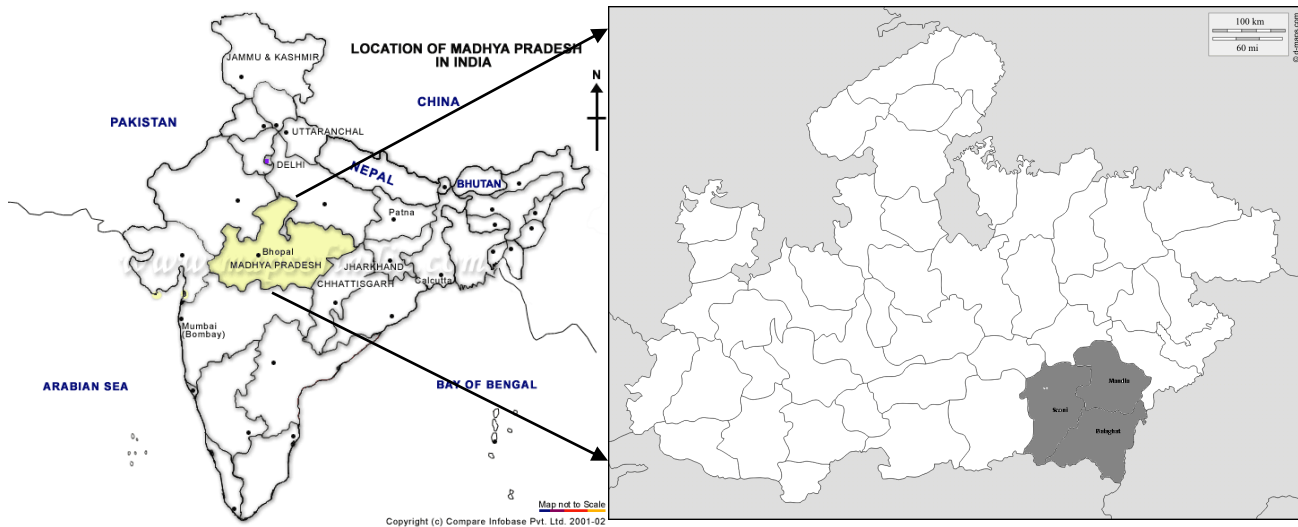 LOCATION OF MADHYA PRADESH
IN INDIA
JAMMU & KASHMIR
N
CHINA
PAKISTAN
UTTARANCHAL
DELHI
NEPAL
BHUTAN
Patna
Bhopal
MADHYA PRADESH
JHARKHAND
CHHATTISGARH
Calcutta
Mumbai
(Bombay)
ARABIAN SEA
BAY OF BENGAL
Map not to Scale
Copyright (c) Compare Infobase Pvt. Ltd. 2001-02
100 km
60 mi
© d-maps.com
Mandla
Seoni
Balaghat